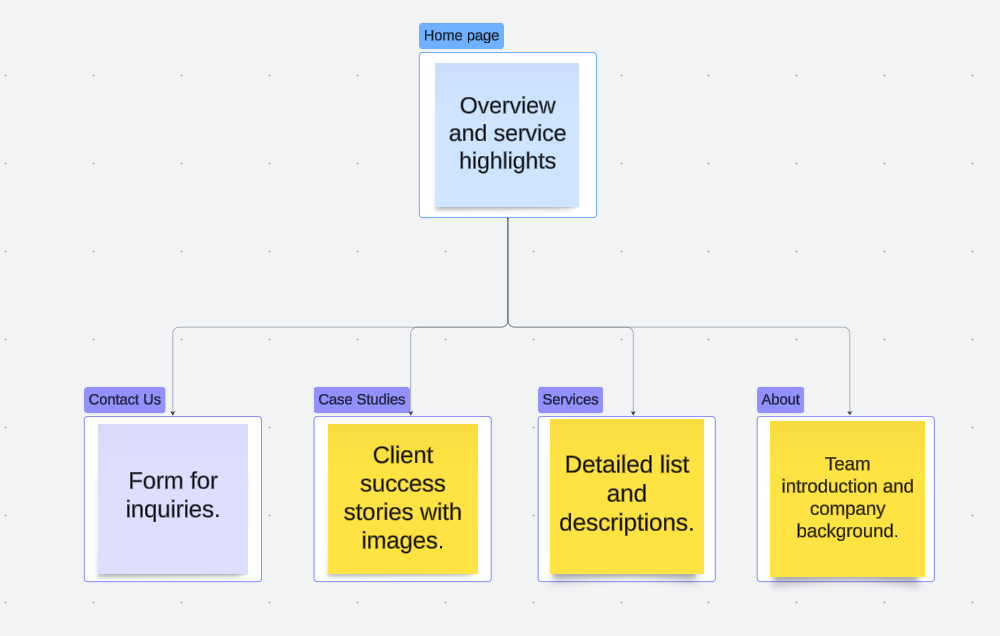 Home page
Overview
and service
highlights
Contact Us
Form for
inquiries.
Case Studies
Client
success
stories with
images.
Services
Detailed list
and
descriptions.
About
Team
introduction and
company
background.